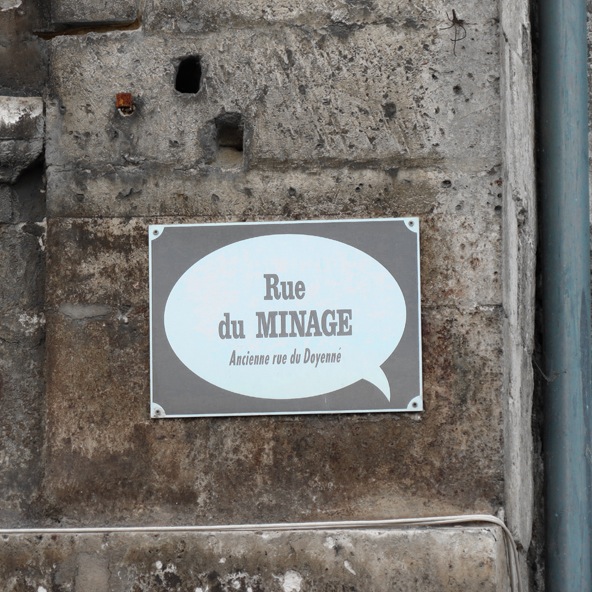 Rue
du MINAGE
Ancienne rue du Doyenné